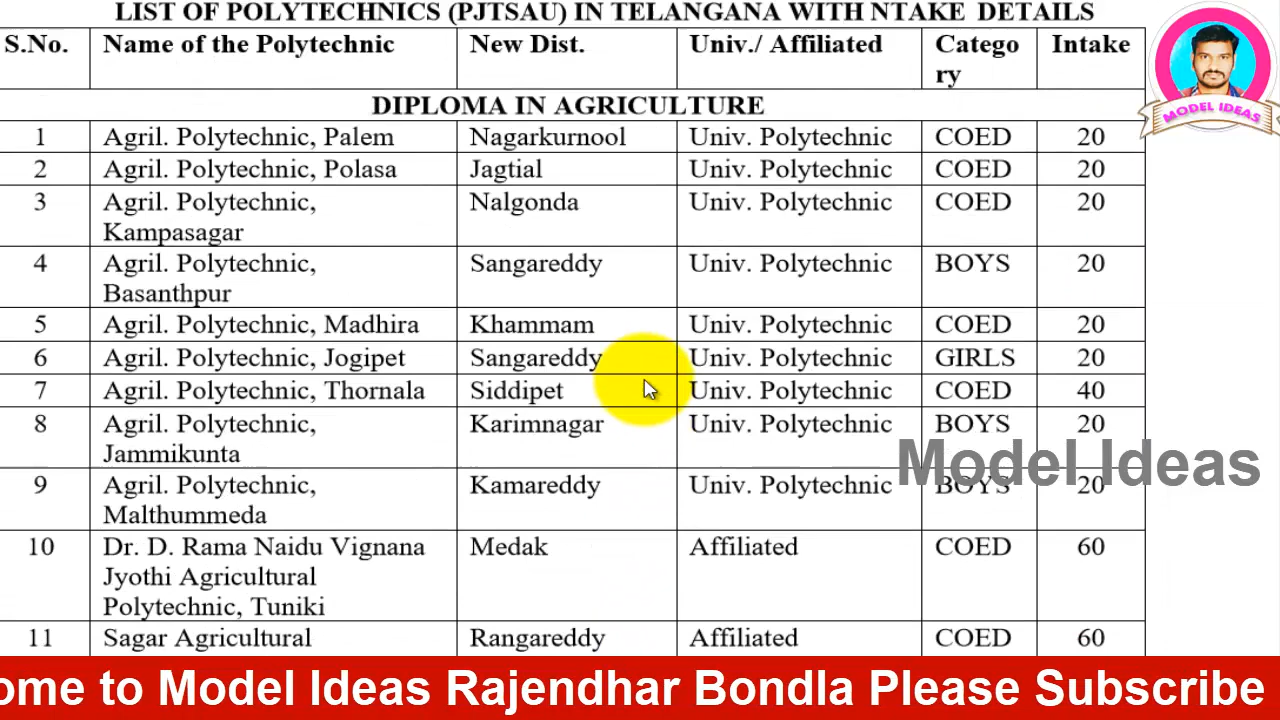 LIST OF POLYTECHNICS (PJTSAU) IN TELANGANA WITH NTAKE DETAILS
S.No. Name of the Polytechnic New Dist. Univ./ Affiliated Catego Intake
ry
DIPLOMA IN AGRICULTURE
1 Agril. Polytechnic, Palem Nagarkurnool Univ. Polytechnic COED 20
2 Agril. Polytechnic, Polasa Jagtial Univ. Polytechnic COED 20
3 Agril. Polytechnic, Nalgonda Univ. Polytechnic COED 20
Kampasagar
4 Agril. Polytechnic, Sangareddy Univ. Polytechnic BOYS 20
Basanthpur
5 Agril. Polytechnic, Madhira Khammam Univ. Polytechnic COED 20
6 Agril. Polytechnic, Jogipet Sangareddy Univ. Polytechnic GIRLS 20
7 Agril. Polytechnic, Thornala Siddipet Univ. Polytechnic COED 40
8 Agril. Polytechnic, Karimnagar Univ. Polytechnic BOYS 20
Jammikunta
9 Agril. Polytechnic, Kamareddy Univ. Polytechnic BOYS 20
Malthummeda
10 Dr. D. Rama Naidu Vignana Medak Affiliated COED 60
Jyothi Agricultural
Polytechnic, Tuniki
11 Sagar Agricultural Rangareddy Affiliated COED 60
MODEL IDEAS
Model Ideas
ome to Model Ideas Rajendhar Bondla Please Subscribe